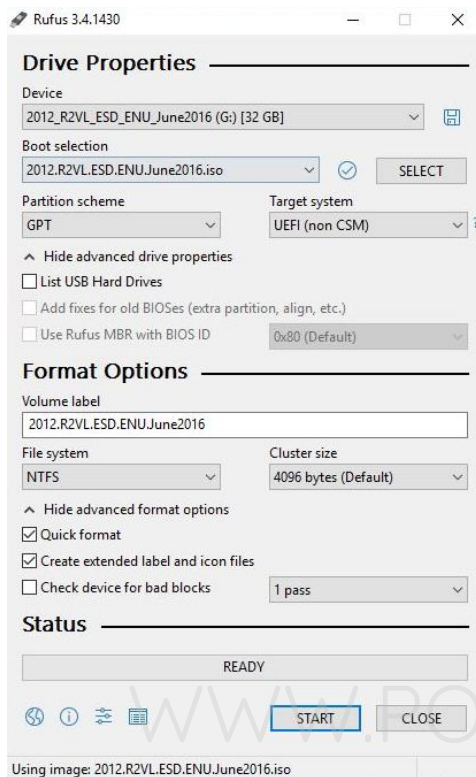 Rufus 3.4.1430
Drive Properties
Device
2012_R2VL_ESD_ENU_June2016 (G:) [32 GB]
Boot selection
2012.R2VL.ESD.ENU.June2016.iso
SELECT
Partition scheme
Target system
GPT
UEFI (non CSM)
?
Hide advanced drive properties
List USB Hard Drives
Add fixes for old BIOSes (extra partition, align, etc.)
Use Rufus MBR with BIOS ID
0x80 (Default)
Format Options
Volume label
2012.R2VL.ESD.ENU.June2016
File system
Cluster size
NTFS
4096 bytes (Default)
Hide advanced format options
Quick format
Create extended label and icon files
Check device for bad blocks
1 pass
Status
READY
WWW.PO
START
CLOSE
Using image: 2012.R2VL.ESD.ENU.June2016.iso